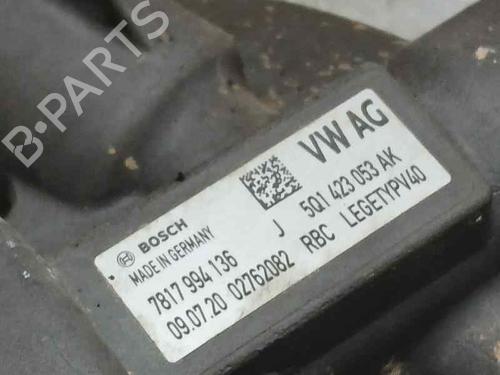 B-PARTS
VW AG
BOSCH
MADE IN GERMANY
J 5Q1 423 053 AK
7817 994 136
RBC LEGETYPV40
09.07.20 02762082